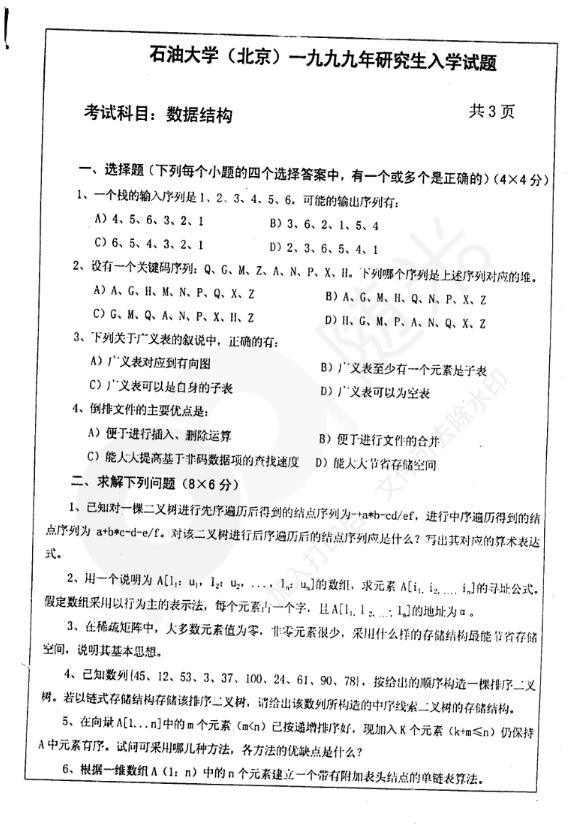 石油大学（北京）一九九九年研究生入学试题
考试科目：数据结构 共3页
一、选择题（下列每个小题的四个选择答案中，有一个或多个是正确的）（4×4分）
1、一个栈的输入序列是1、2、3、4、5、6，可能的输出序列有：
A）4、5、6、3、2、1 B）3、6、2、1、5、4
C）6、5、4、3、2、1 D）2、3、6、5、4、1
2、设有一个关键码序列：Q、G、M、Z、A、N、P、X、H。下列哪个序列是上述序列对应的堆。
A）A、G、H、M、N、P、Q、X、Z B）A、G、M、H、Q、N、P、X、Z
C）G、M、Q、A、N、P、X、H、Z D）H、G、M、P、A、N、Q、X、Z
3、下列关于广义表的叙说中，正确的有：
A）广义表对应到有向图 B）广义表至少有一个元素是子表
C）广义表可以是自身的子表 D）广义表可以为空表
4、倒排文件的主要优点是：
A）便于进行插入、删除运算 B）便于进行文件的合并
C）能大大提高基于非码数据项的查找速度 D）能大大节省存储空间
二、求解下列问题（8×6分）
1、已知对一棵二叉树进行先序遍历后得到的结点序列为-+a*b-cd/ef，进行中序遍历得到的结
点序列为 a+b*c-d-e/f。对该二叉树进行后序遍历后的结点序列应是什么？写出其对应的算术表达
式。
2、用一个说明为 A[l₁：u₁，l₂：u₂，...，lₙ：uₙ]的数组，求元素 A[i₁, i₂, .... iₙ]的寻址公式。
假定数组采用以行为主的表示法，每个元素占一个字，且A[l₁, l₂, ..., lₙ]的地址为α。
3、在稀疏矩阵中，大多数元素值为零，非零元素很少，采用什么样的存储结构最能节省存储
空间，说明其基本思想。
4、已知数列{45、12、53、3、37、100、24、61、90、78}，按给出的顺序构造一棵排序二叉
树。若以链式存储结构存储该排序二叉树，请给出该数列所构造的中序线索二叉树的存储结构。
5、在向量A[1...n]中的m个元素（m<n）已按递增排序好，现加入K个元素（k+m≤n）仍保持
A中元素有序。试问可采用哪几种方法，各方法的优缺点是什么？
6、根据一维数组A（1：n）中的n个元素建立一个带有附加表头结点的单链表算法。